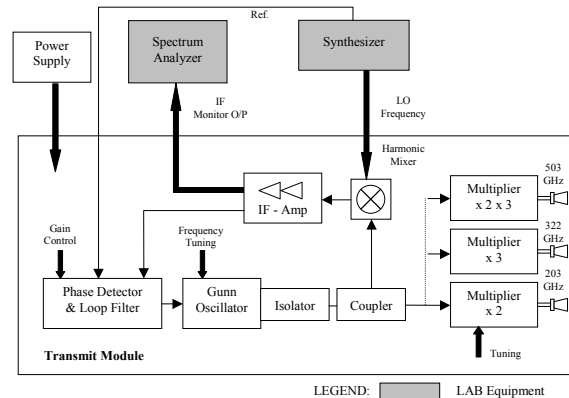 Ref.
Power
Supply
Spectrum
Analyzer
Synthesizer
IF
Monitor O/P
LO
Frequency
Harmonic
Mixer
IF - Amp
503
GHz
Multiplier
x 2 x 3
322
GHz
Multiplier
x 3
203
GHz
Multiplier
x 2
Gain
Control
Frequency
Tuning
Phase Detector
& Loop Filter
Gunn
Oscillator
Isolator
Coupler
Tuning
Transmit Module
LEGEND:
LAB Equipment